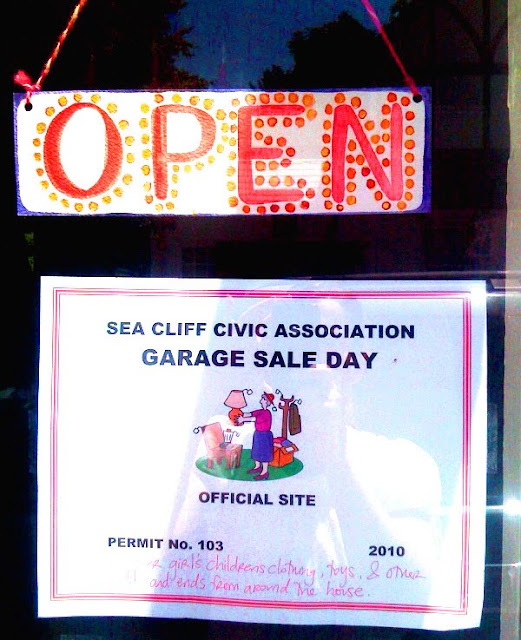 OPEN
SEA CLIFF CIVIC ASSOCIATION
GARAGE SALE DAY
OFFICIAL SITE
PERMIT No. 103 2010
girl's childrens clothing, toys, & other
and ends from around the house.